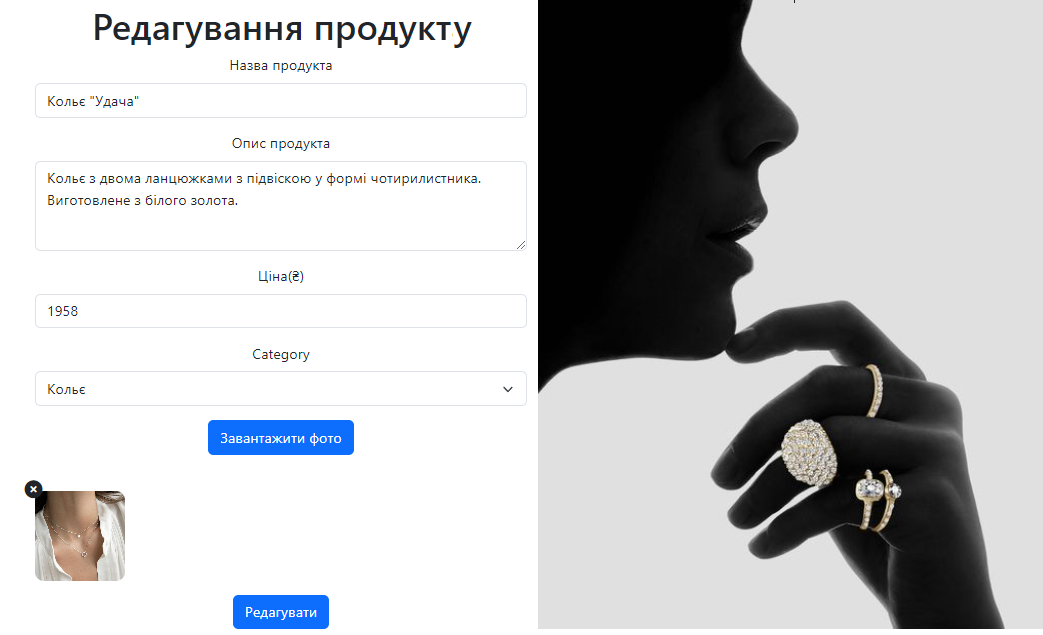 Редагування продукту
Назва продукта
Кольє "Удача"
Опис продукта
Кольє з двома ланцюжками з підвіскою у формі чотирилистника.
Виготовлене з білого золота.
Ціна(₴)
1958
Category
Кольє
Завантажити фото
Редагувати